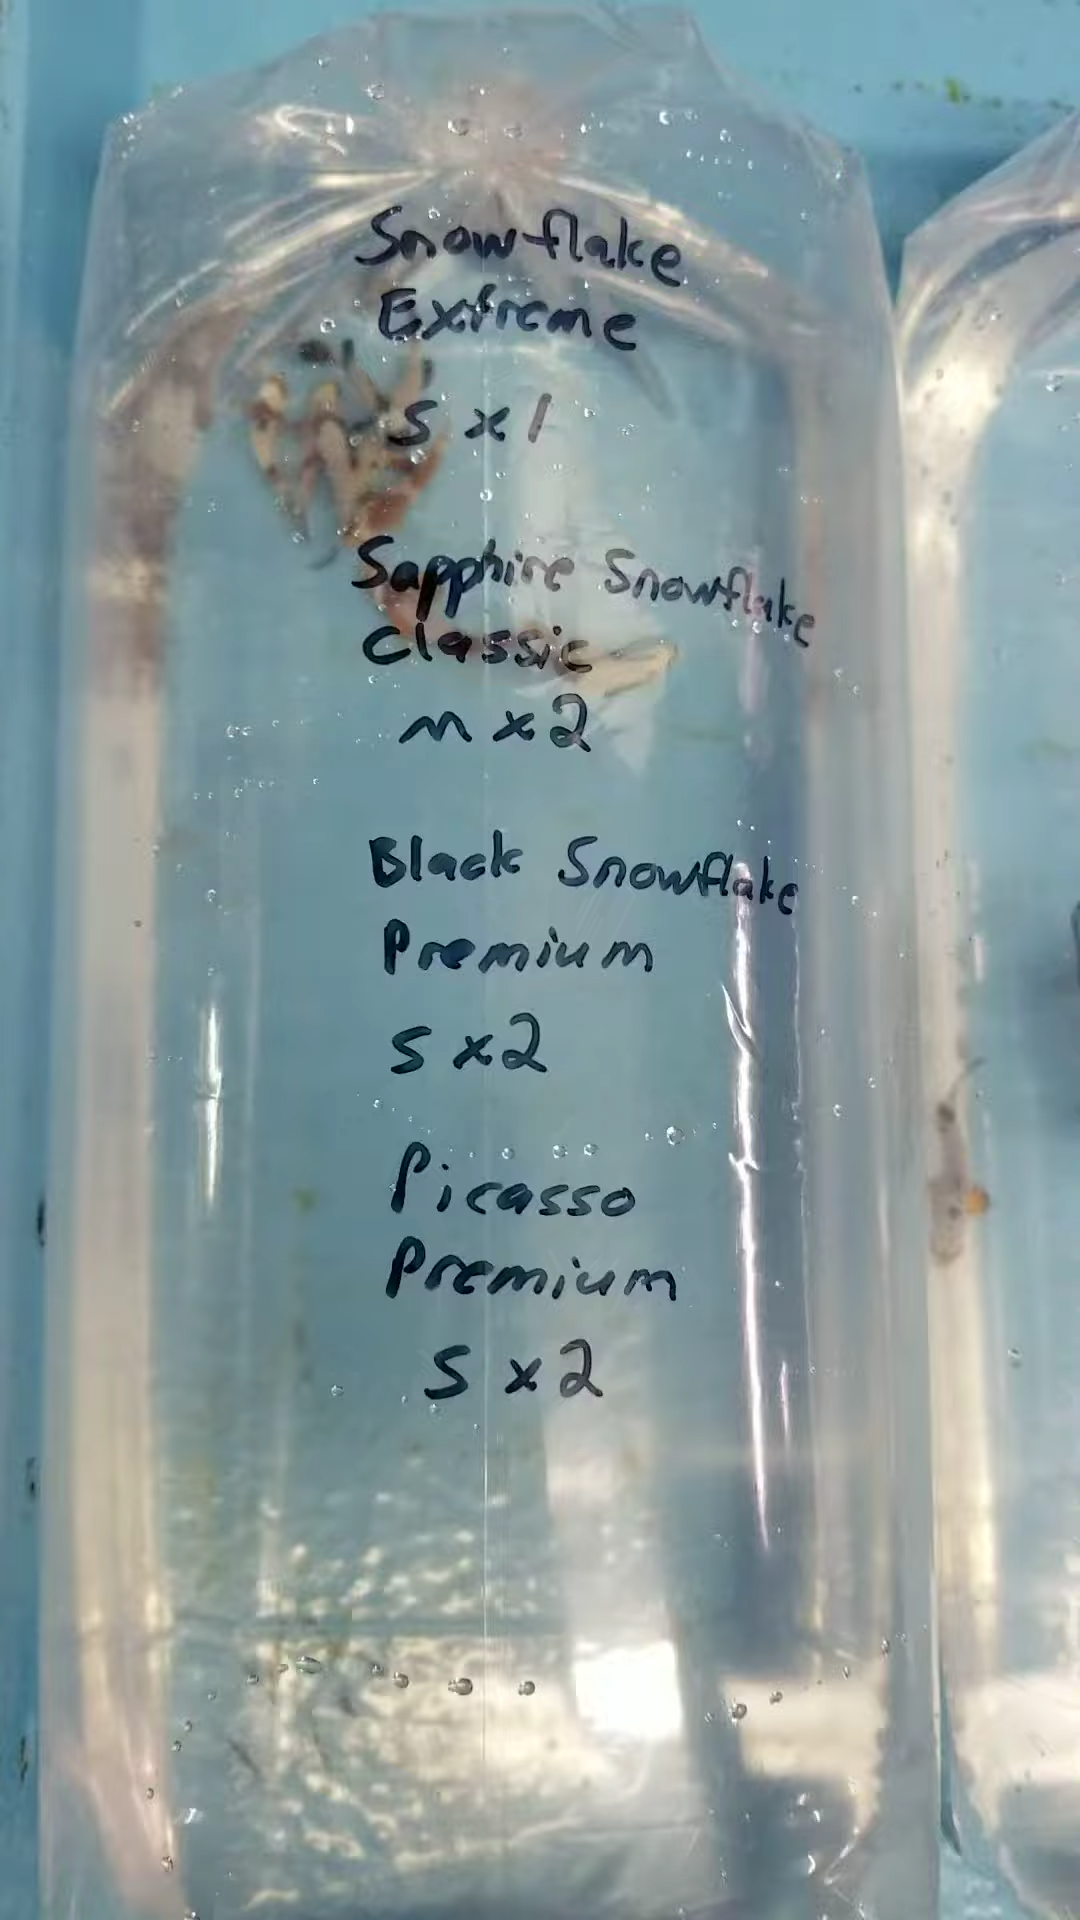 Snowflake
Extreme
S x 1
Sapphire Snowflake
Classic
m x 2
Black Snowflake
Premium
S x 2
Picasso
Premium
S x 2